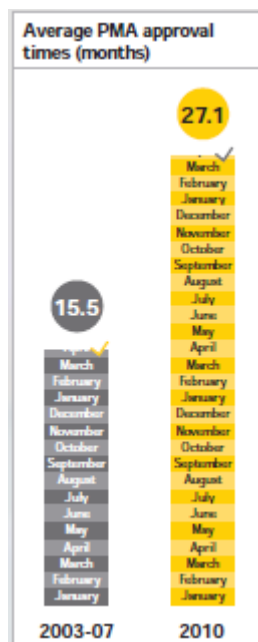 Average PMA approval
times (months)
15.5
April
March
February
January
December
November
October
September
August
July
June
May
April
March
February
January
2003-07
27.1
March
February
January
December
November
October
September
August
July
June
May
April
March
February
January
December
November
October
September
August
July
June
May
April
March
February
January
2010